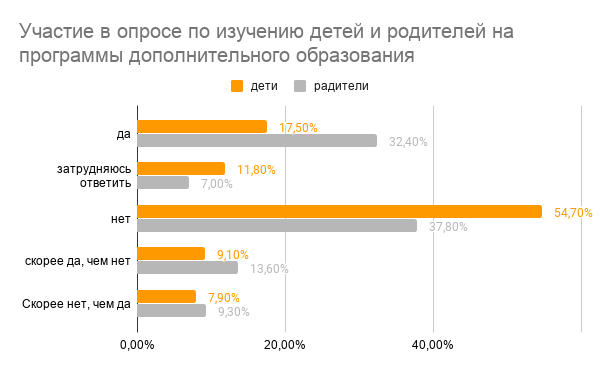 Участие в опросе по изучению детей и родителей на
программы дополнительного образования
дети
радители
да
17,50%
32,40%
затрудняюсь
ответить
11,80%
7,00%
нет
54,70%
37,80%
скорее да, чем нет
9,10%
13,60%
Скорее нет, чем да
7,90%
9,30%
0,00%
20,00%
40,00%